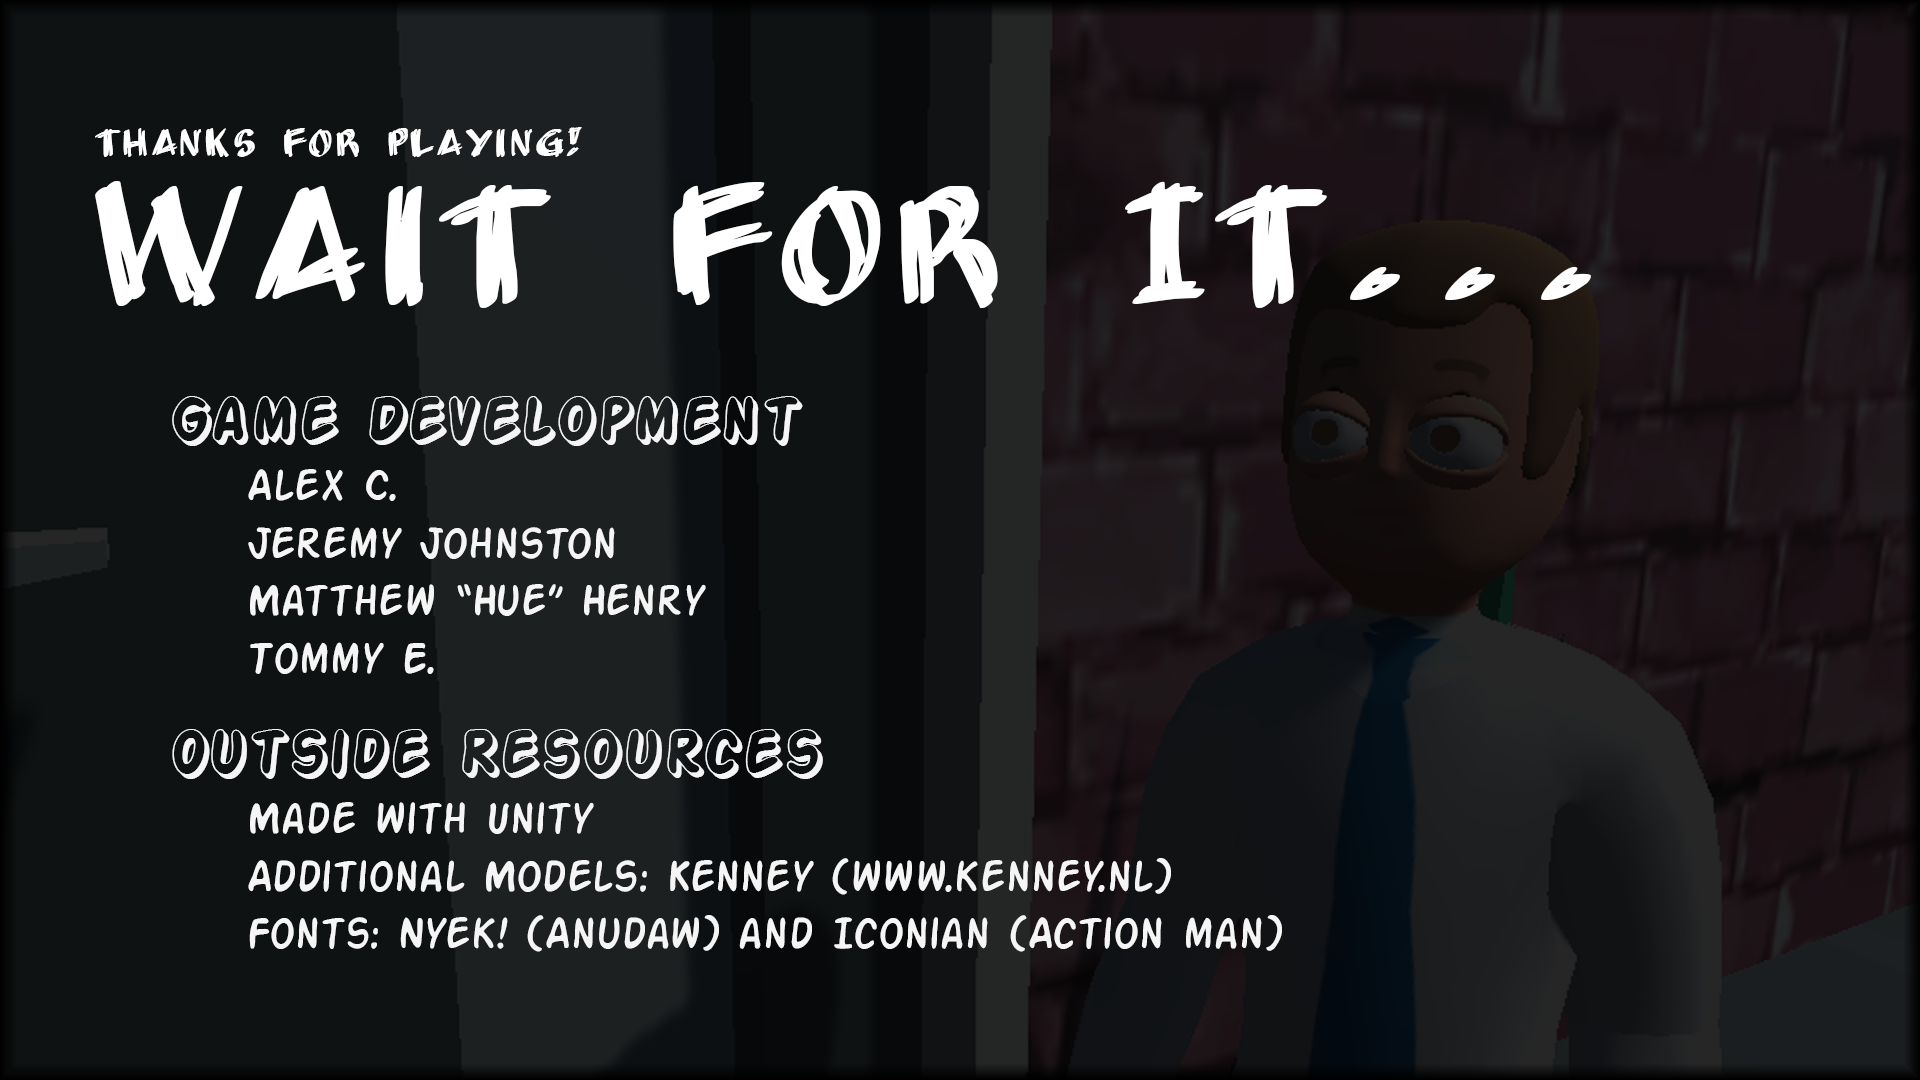 THANKS FOR PLAYING!
WAIT FOR IT...
GAME DEVELOPMENT
ALEX C.
JEREMY JOHNSTON
MATTHEW “HUE” HENRY
TOMMY E.
OUTSIDE RESOURCES
MADE WITH UNITY
ADDITIONAL MODELS: KENNEY (WWW.KENNEY.NL)
FONTS: NYEK! (ANUDAW) AND ICONIAN (ACTION MAN)